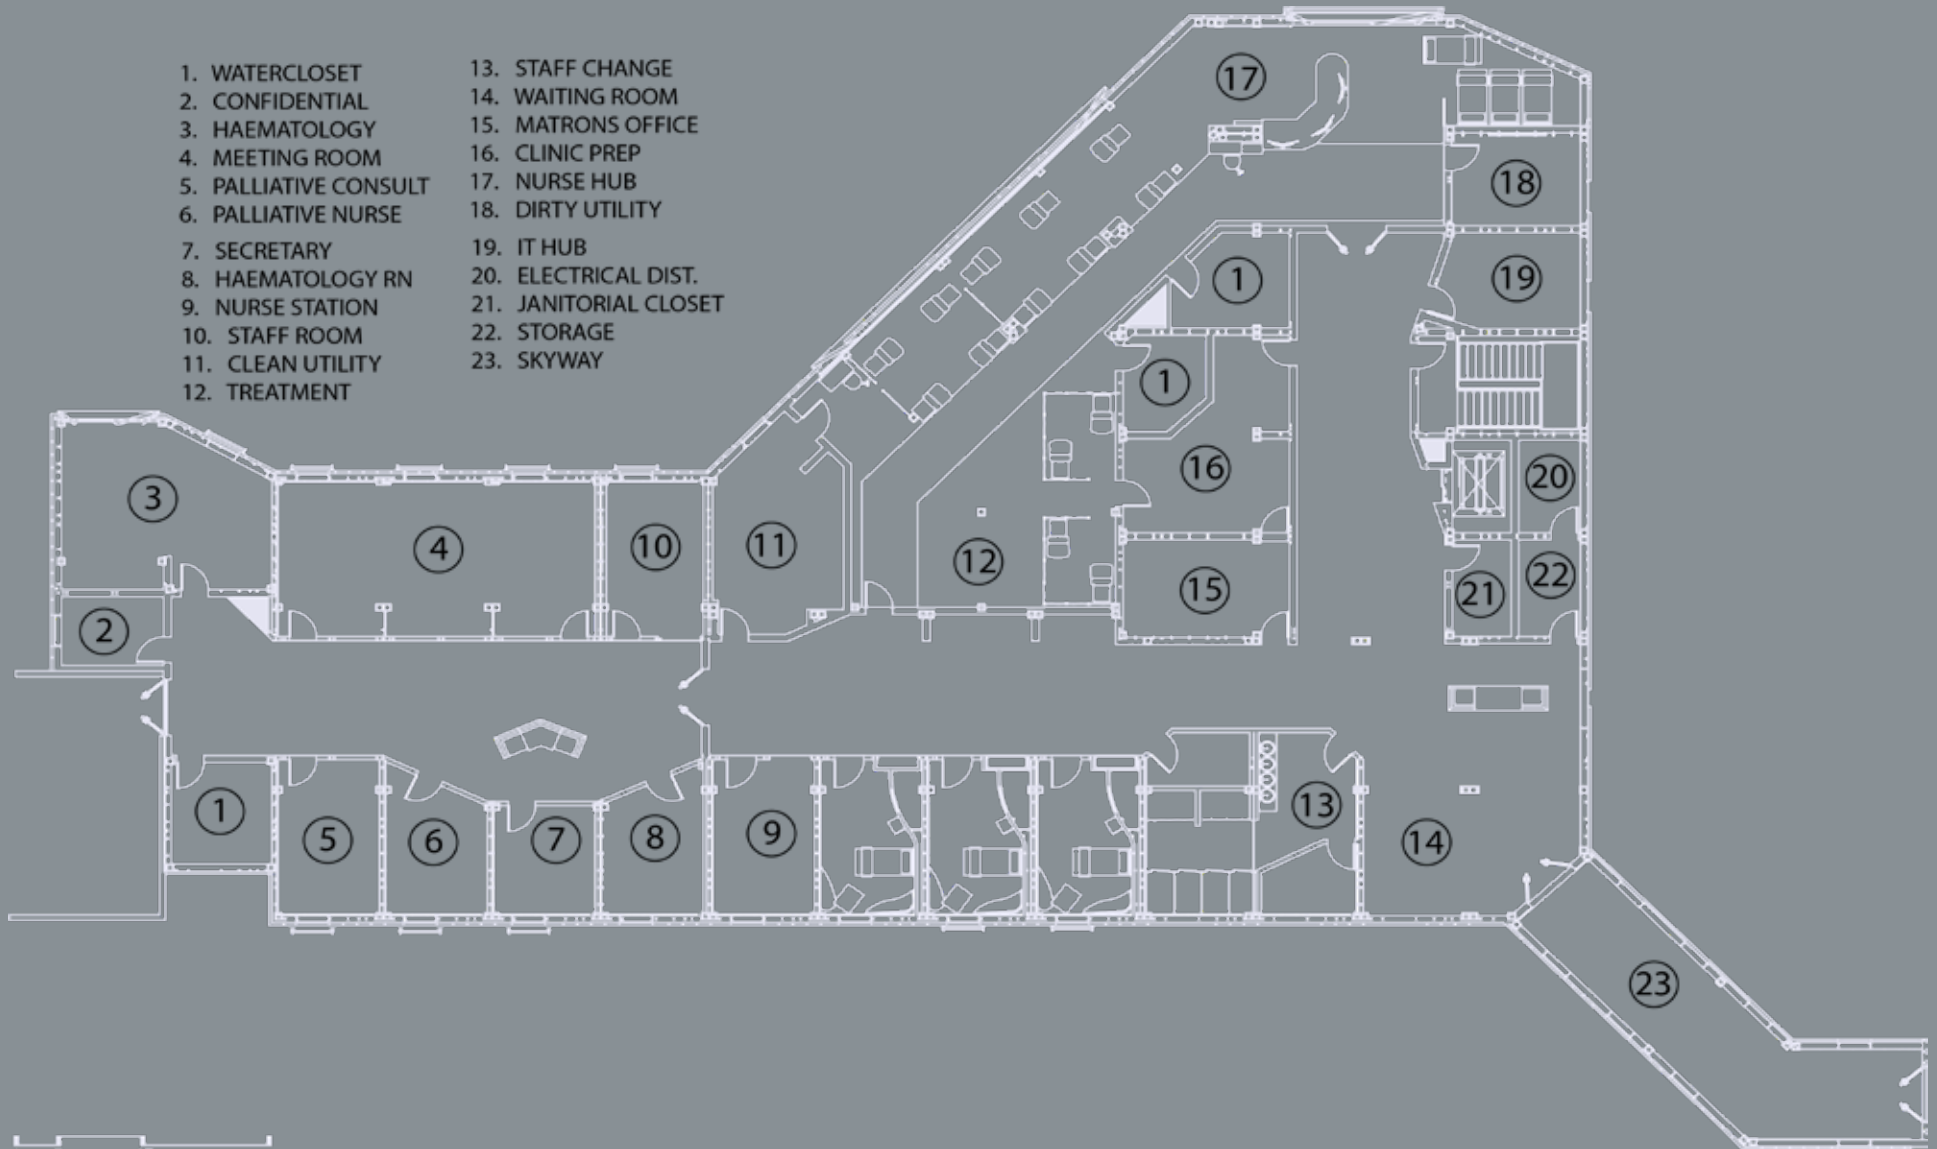 1. WATERCLOSET
2. CONFIDENTIAL
3. HAEMATOLOGY
4. MEETING ROOM
5. PALLIATIVE CONSULT
6. PALLIATIVE NURSE
7. SECRETARY
8. HAEMATOLOGY RN
9. NURSE STATION
10. STAFF ROOM
11. CLEAN UTILITY
12. TREATMENT
13. STAFF CHANGE
14. WAITING ROOM
15. MATRONS OFFICE
16. CLINIC PREP
17. NURSE HUB
18. DIRTY UTILITY
19. IT HUB
20. ELECTRICAL DIST.
21. JANITORIAL CLOSET
22. STORAGE
23. SKYWAY
17
18
1
19
1
16
20
3
4
10
11
12
15
21
22
2
1
5
6
7
8
9
13
14
23